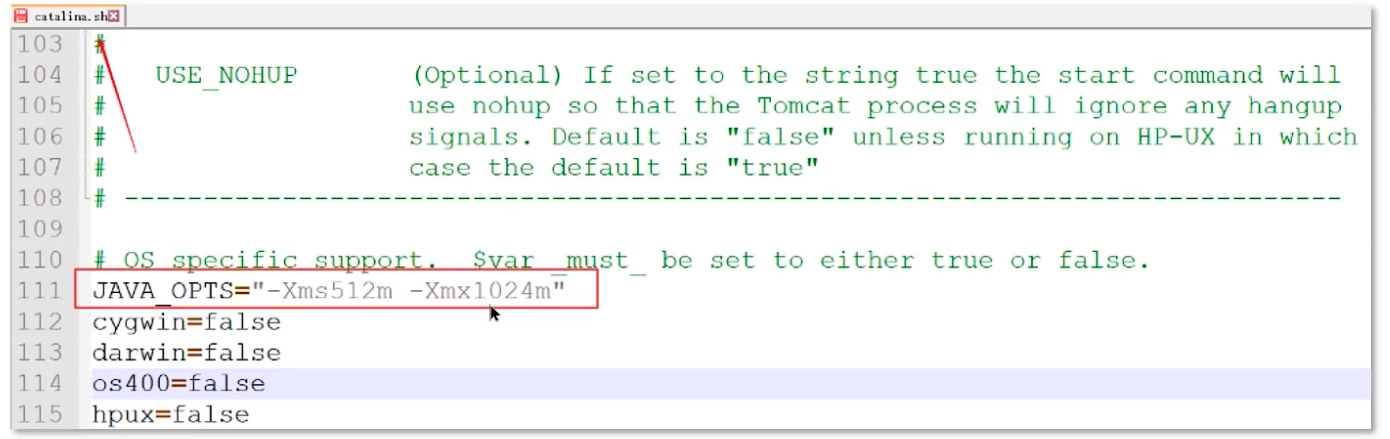 catalina.sh
103 #
104 # USE_NOHUP (Optional) If set to the string true the start command will
105 # use nohup so that the Tomcat process will ignore any hangup
106 # signals. Default is "false" unless running on HP-UX in which
107 # case the default is "true"
108 # -----------------------------------------------------------------------------
109
110 # OS specific support.  $var _must_ be set to either true or false.
111 JAVA_OPTS="-Xms512m -Xmx1024m"
112 cygwin=false
113 darwin=false
114 os400=false
115 hpux=false